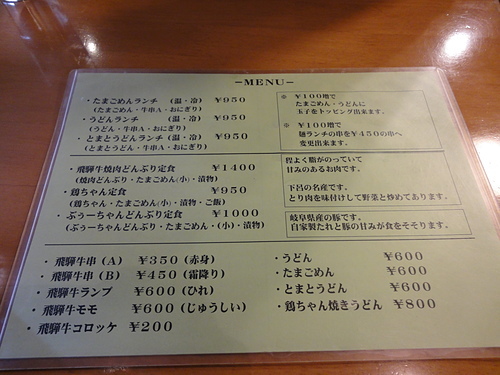 －MENU－
・たまごめんランチ （温・冷） ￥９５０
（たまごめん・牛串A・おにぎり）
・うどんランチ （温・冷） ￥９５０
（うどん・牛串A・おにぎり）
・とまとうどんランチ（温・冷） ￥９５０
（とまとうどん・牛串A・おにぎり）
※ ￥１００増で
たまごめん・うどんに
玉子をトッピング出来ます。
※ ￥１００増で
麺ランチの串を￥４５０の串へ
変更出来ます。
・飛騨牛焼肉どんぶり定食 ￥１４００
（焼肉どんぶり・たまごめん(小)・漬物）
程よく脂がのっていて
甘みのあるお肉です。
・鶏ちゃん定食 ￥９５０
（鶏ちゃん・たまごめん(小)・漬物・ご飯）
下呂の名産です。
とり肉を味付けして野菜と炒めてあります。
・ぶぅーちゃんどんぶり定食 ￥１０００
（ぶぅーちゃんどんぶり・たまごめん・(小)・漬物）
岐阜県産の豚です。
自家製たれと豚の甘みが食をそそります。
・飛騨牛串（A） ￥３５０（赤身）
・飛騨牛串（B） ￥４５０（霜降り）
・飛騨牛ランプ ￥６００（ひれ）
・飛騨牛モモ ￥６００（じゅうしい）
・飛騨牛コロッケ ￥２００
・うどん ￥６００
・たまごめん ￥６００
・とまとうどん ￥６００
・鶏ちゃん焼きうどん ￥８００